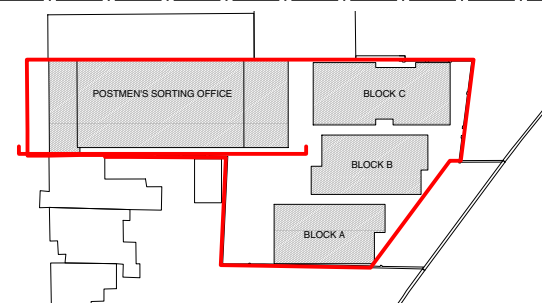 POSTMEN'S SORTING OFFICE
BLOCK C
BLOCK B
BLOCK A